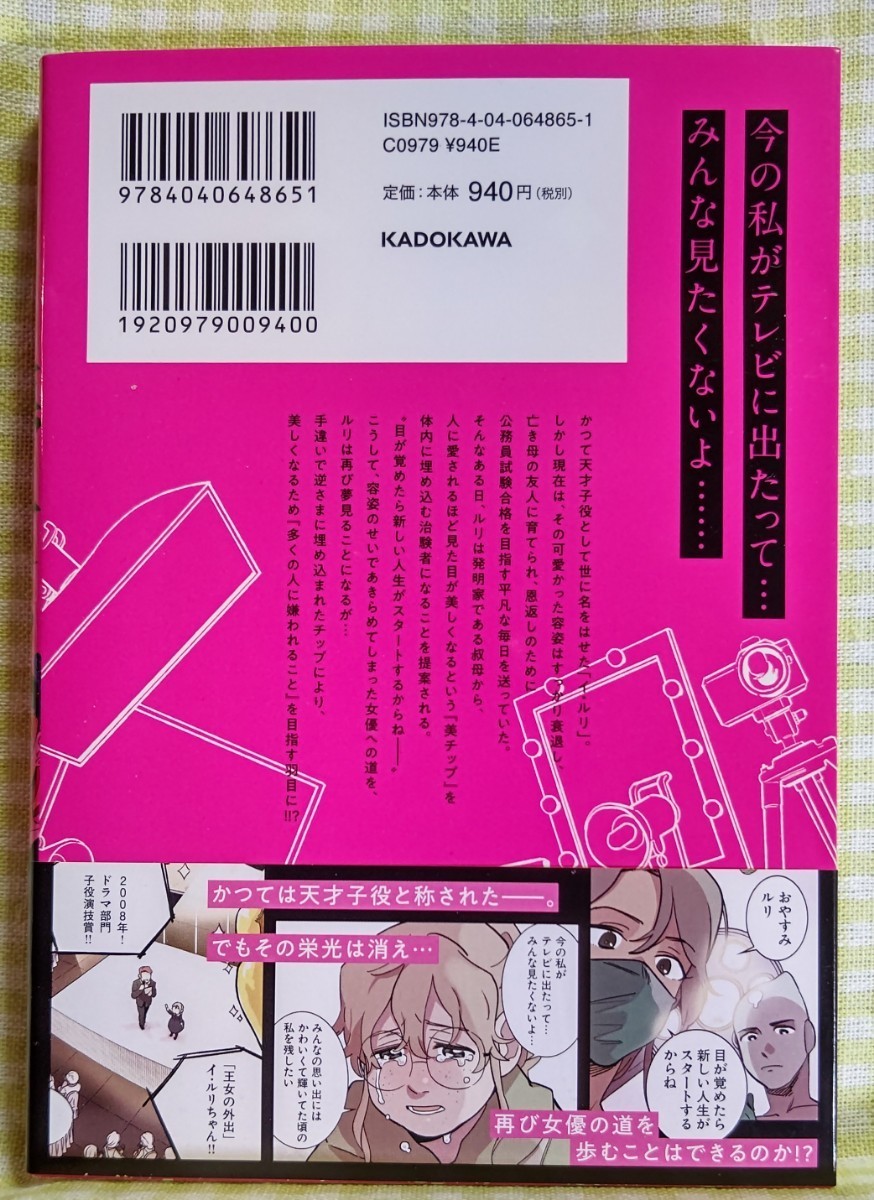 今の私がテレビに出たって…
みんな見たくないよ……
ISBN978-4-04-064865-1
C0979 ¥940E
定価：本体 940円（税別）
KADOKAWA
9784040648651
1920979009400
かつて天才子役として世に名をはせた「イ・ルリ」。
しかし現在は、その可愛かった容姿はすっかり衰退し、
亡き母の友人に育てられ、恩返しのために
公務員試験合格を目指す平凡な毎日を送っていた。
そんなある日、ルリは発明家である叔母から、
人に愛されるほど見た目が美しくなるという『美チップ』を
体内に埋め込む治験者になることを提案される。
。目が覚めたら新しい人生がスタートするからね――。
こうして、容姿のせいであきらめてしまった女優への道を、
ルリは再び夢見ることになるが…
手違いで逆さまに埋め込まれたチップにより、
美しくなるため『多くの人に嫌われること』を目指す羽目に!!?
かつては天才子役と称された――。
でもその栄光は消え…
おやすみ
ルリ
目が覚めたら
新しい人生が
スタートする
からね
今の私が
テレビに出たって…
みんな見たくないよ…
みんなの思い出には
かわいくて輝いてた頃の
私を残したい
2008年！
ドラマ部門
子役演技賞!!
「王女の外出」
イ・ルリちゃん!!
再び女優の道を
歩むことはできるのか!?